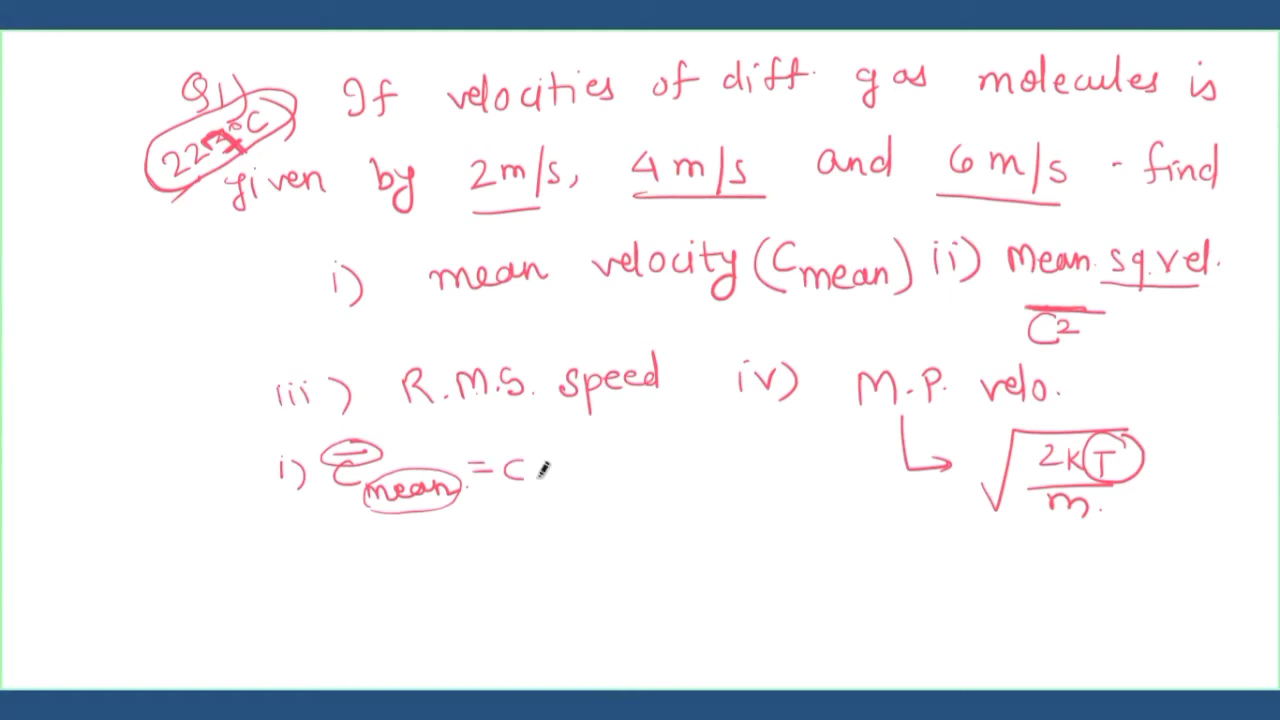 Q1) If velocities of diff. gas molecules is
227°C
given by 2m/s, 4m/s and 6m/s - find
i) mean velocity (Cmean) ii) Mean sq. vel.
C²
iii) R.M.S. speed iv) M.P. velo.
i) C mean = C
√2KT/m.